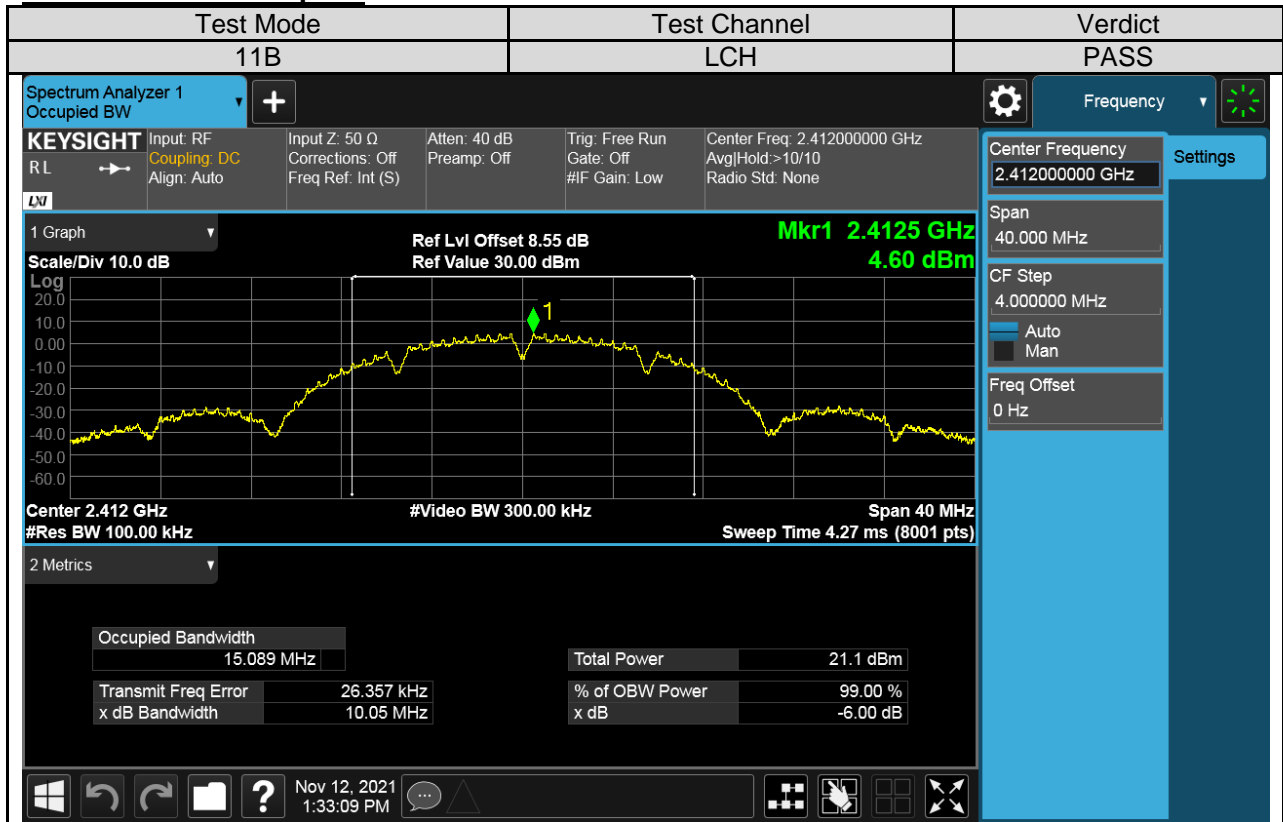 Test Mode Test Channel Verdict
11B LCH PASS
Spectrum Analyzer 1
Occupied BW
+
Frequency
KEYSIGHT Input: RF Input Z: 50 Ω Atten: 40 dB Trig: Free Run Center Freq: 2.412000000 GHz
RL Coupling: DC Corrections: Off Preamp: Off Gate: Off Avg|Hold:>10/10
Align: Auto Freq Ref: Int (S) #IF Gain: Low Radio Std: None
LXI
Center Frequency
2.412000000 GHz
Settings
Span
40.000 MHz
CF Step
4.000000 MHz
Auto
Man
Freq Offset
0 Hz
1 Graph
Scale/Div 10.0 dB
Ref Lvl Offset 8.55 dB
Ref Value 30.00 dBm
Mkr1 2.4125 GHz
4.60 dBm
Log
20.0
10.0
0.00
-10.0
-20.0
-30.0
-40.0
-50.0
-60.0
1
Center 2.412 GHz #Video BW 300.00 kHz Span 40 MHz
#Res BW 100.00 kHz Sweep Time 4.27 ms (8001 pts)
2 Metrics
Occupied Bandwidth
15.089 MHz
Total Power 21.1 dBm
Transmit Freq Error 26.357 kHz % of OBW Power 99.00 %
x dB Bandwidth 10.05 MHz x dB -6.00 dB
?
Nov 12, 2021
1:33:09 PM